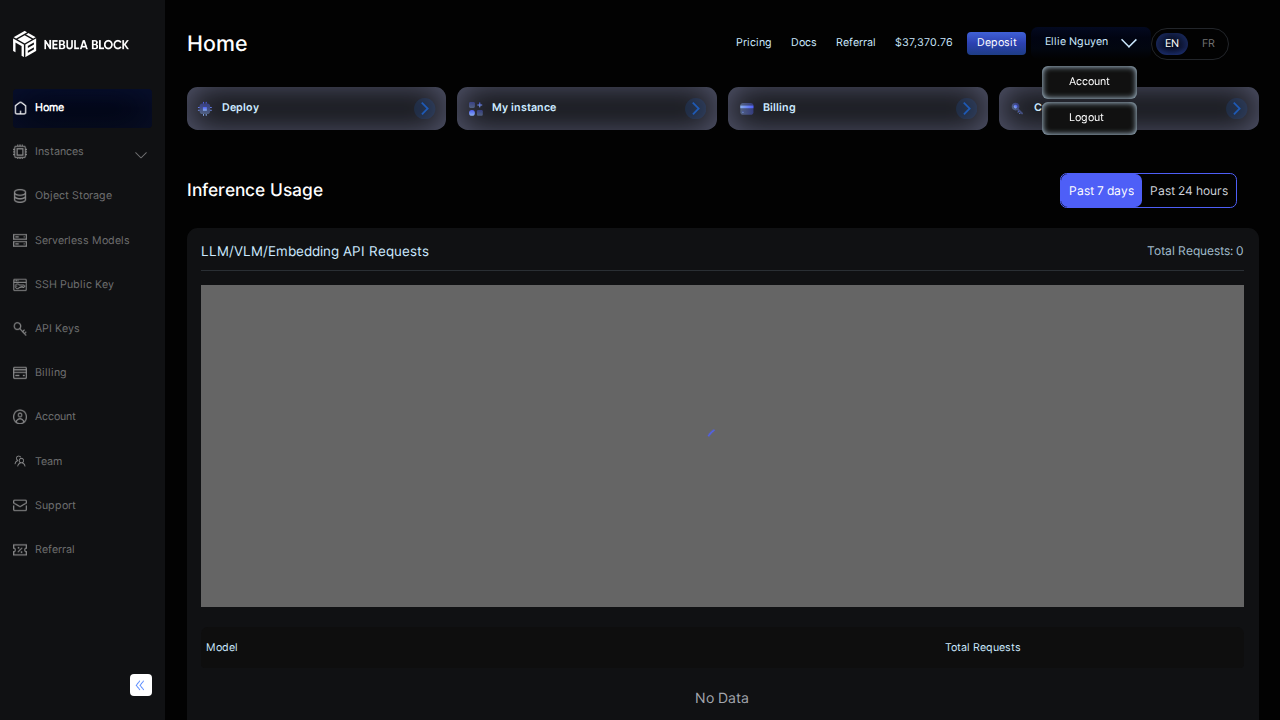 NEBULA BLOCK
Home
Pricing
Docs
Referral
$37,370.76
Deposit
Ellie Nguyen
EN
FR
Account
Logout
Deploy
My instance
Billing
C
Home
Instances
Object Storage
Serverless Models
SSH Public Key
API Keys
Billing
Account
Team
Support
Referral
Inference Usage
Past 7 days
Past 24 hours
LLM/VLM/Embedding API Requests
Total Requests: 0
Model
Total Requests
No Data